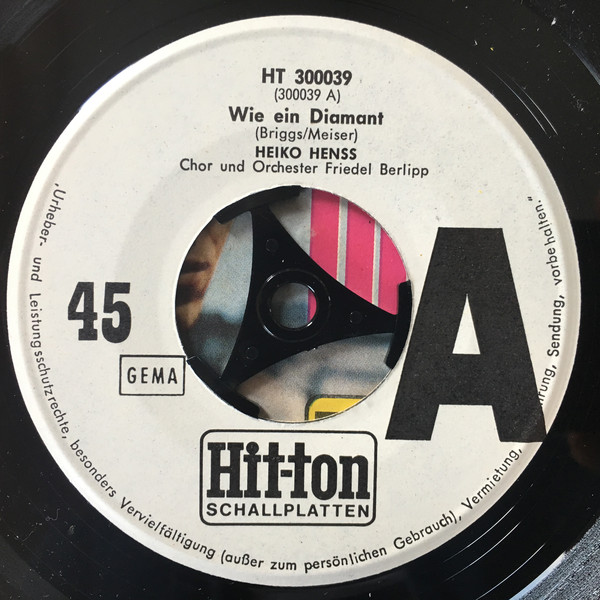 HT 300039
(300039 A)
Wie ein Diamant
(Briggs/Meiser)
HEIKO HENSS
Chor und Orchester Friedel Berlipp
45
A
GEMA
Hit-ton
SCHALLPLATTEN
„Urheber- und Leistungsschutzrechte, besonders Vervielfältigung (außer zum persönlichen Gebrauch), Vermietung, Sendung, vorbehalten.“